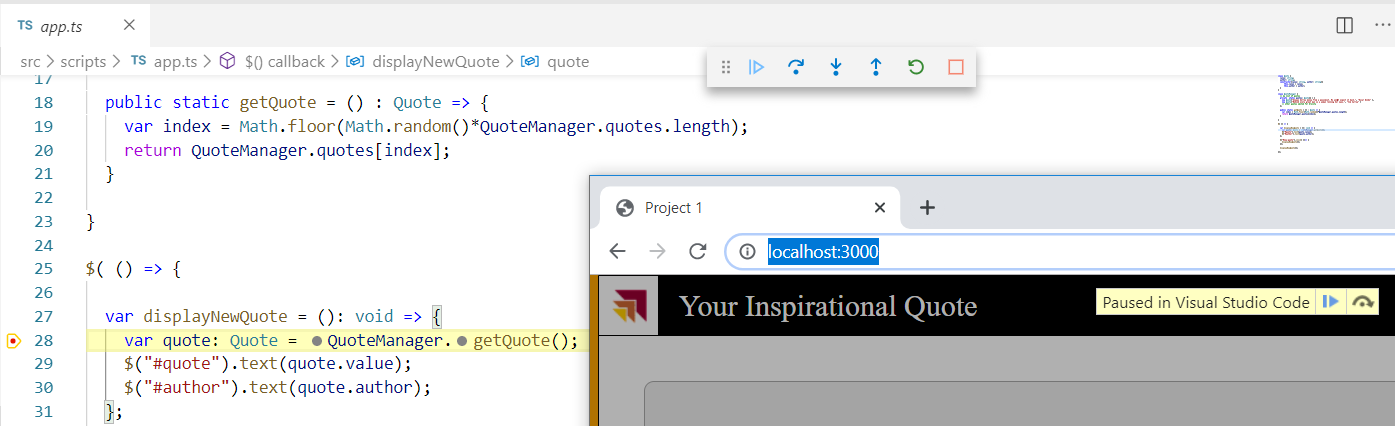 TS app.ts
src > scripts > TS app.ts > $() callback > displayNewQuote > quote
17
18 public static getQuote = () : Quote => {
19 var index = Math.floor(Math.random()*QuoteManager.quotes.length);
20 return QuoteManager.quotes[index];
21 }
22
23 }
24
25 $( () => {
26
27 var displayNewQuote = (): void => {
28 var quote: Quote = QuoteManager.getQuote();
29 $("#quote").text(quote.value);
30 $("#author").text(quote.author);
31 };
Project 1
localhost:3000
Your Inspirational Quote
Paused in Visual Studio Code